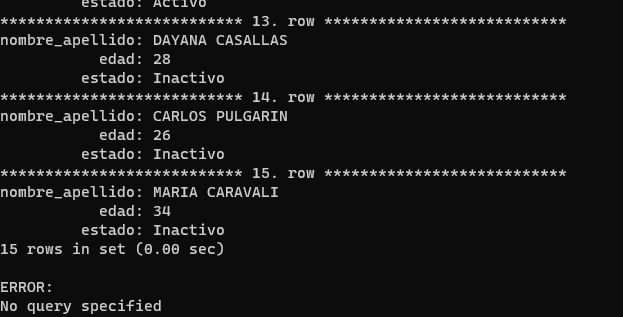 estado: Activo
*************************** 13. row ***************************
nombre_apellido: DAYANA CASALLAS
edad: 28
estado: Inactivo
*************************** 14. row ***************************
nombre_apellido: CARLOS PULGARIN
edad: 26
estado: Inactivo
*************************** 15. row ***************************
nombre_apellido: MARIA CARAVALI
edad: 34
estado: Inactivo
15 rows in set (0.00 sec)
ERROR:
No query specified